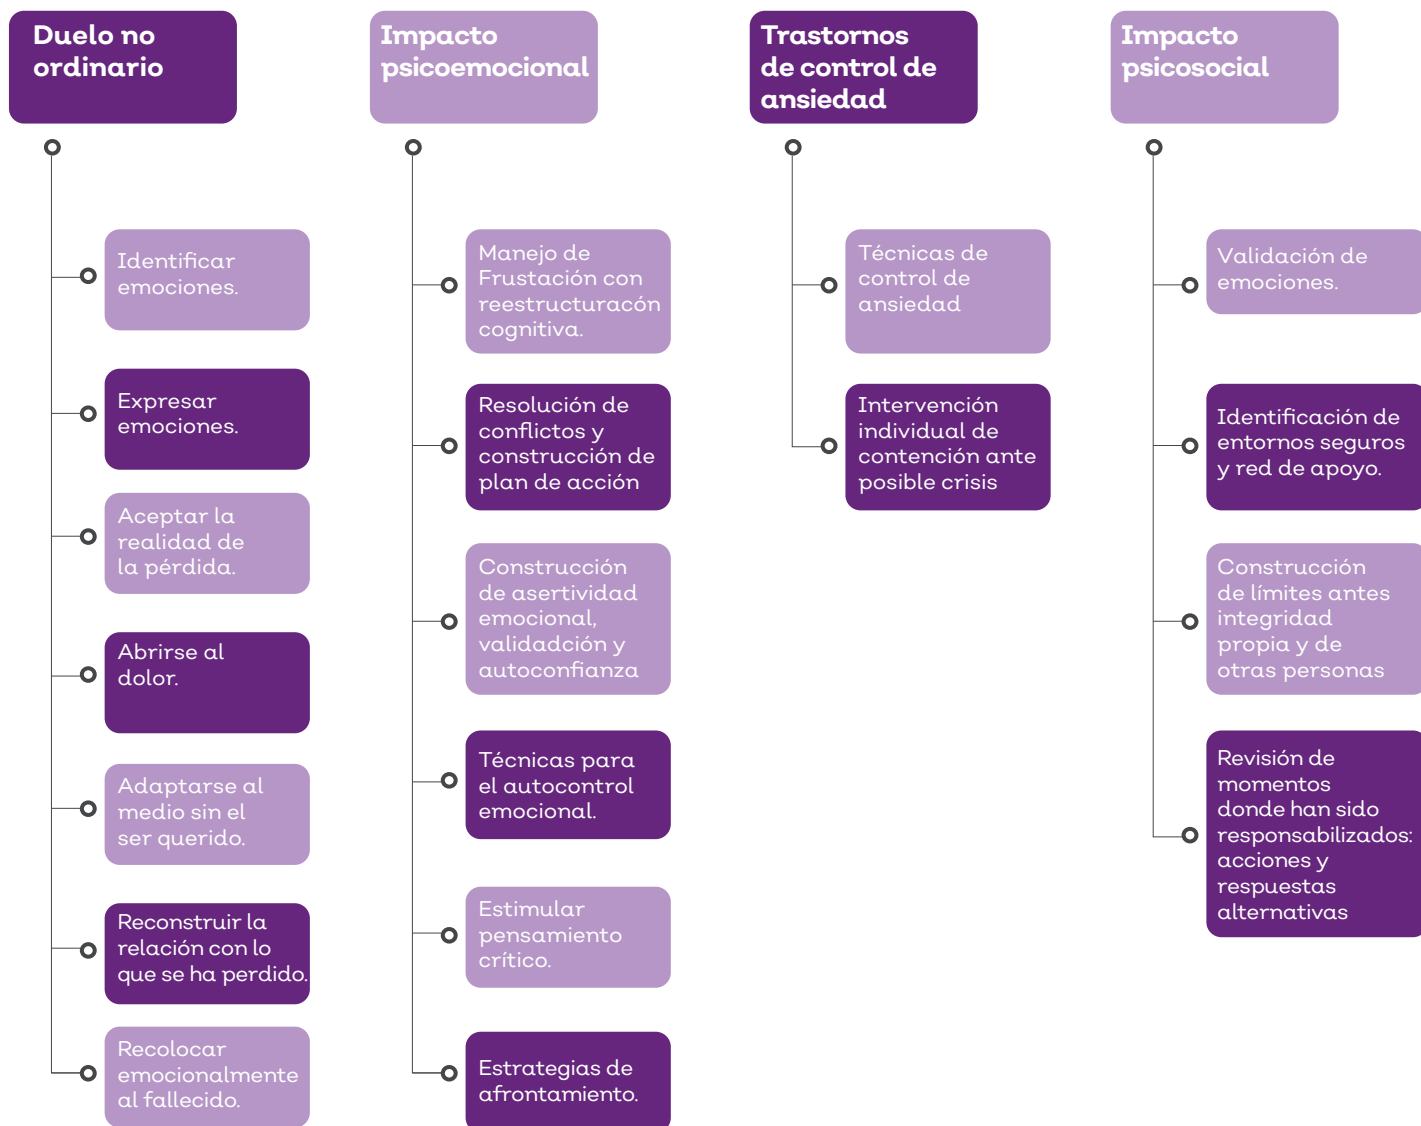 Duelo no
ordinario
Identificar
emociones.
Expresar
emociones.
Aceptar la
realidad de
la pérdida.
Abrirse al
dolor.
Adaptarse al
medio sin el
ser querido.
Reconstruir la
relación con lo
que se ha perdido.
Recolocar
emocionalmente
al fallecido.
Impacto
psicoemocional
Manejo de
Frustación con
reestructuracón
cognitiva.
Resolución de
conflictos y
construcción de
plan de acción
Construcción
de asertividad
emocional,
validadción y
autoconfianza
Técnicas para
el autocontrol
emocional.
Estimular
pensamiento
crítico.
Estrategias de
afrontamiento.
Trastornos
de control de
ansiedad
Técnicas de
control de
ansiedad
Intervención
individual de
contención ante
posible crisis
Impacto
psicosocial
Validación de
emociones.
Identificación de
entornos seguros
y red de apoyo.
Construcción
de límites antes
integridad
propia y de
otras personas
Revisión de
momentos
donde han sido
responsabilizados:
acciones y
respuestas
alternativas